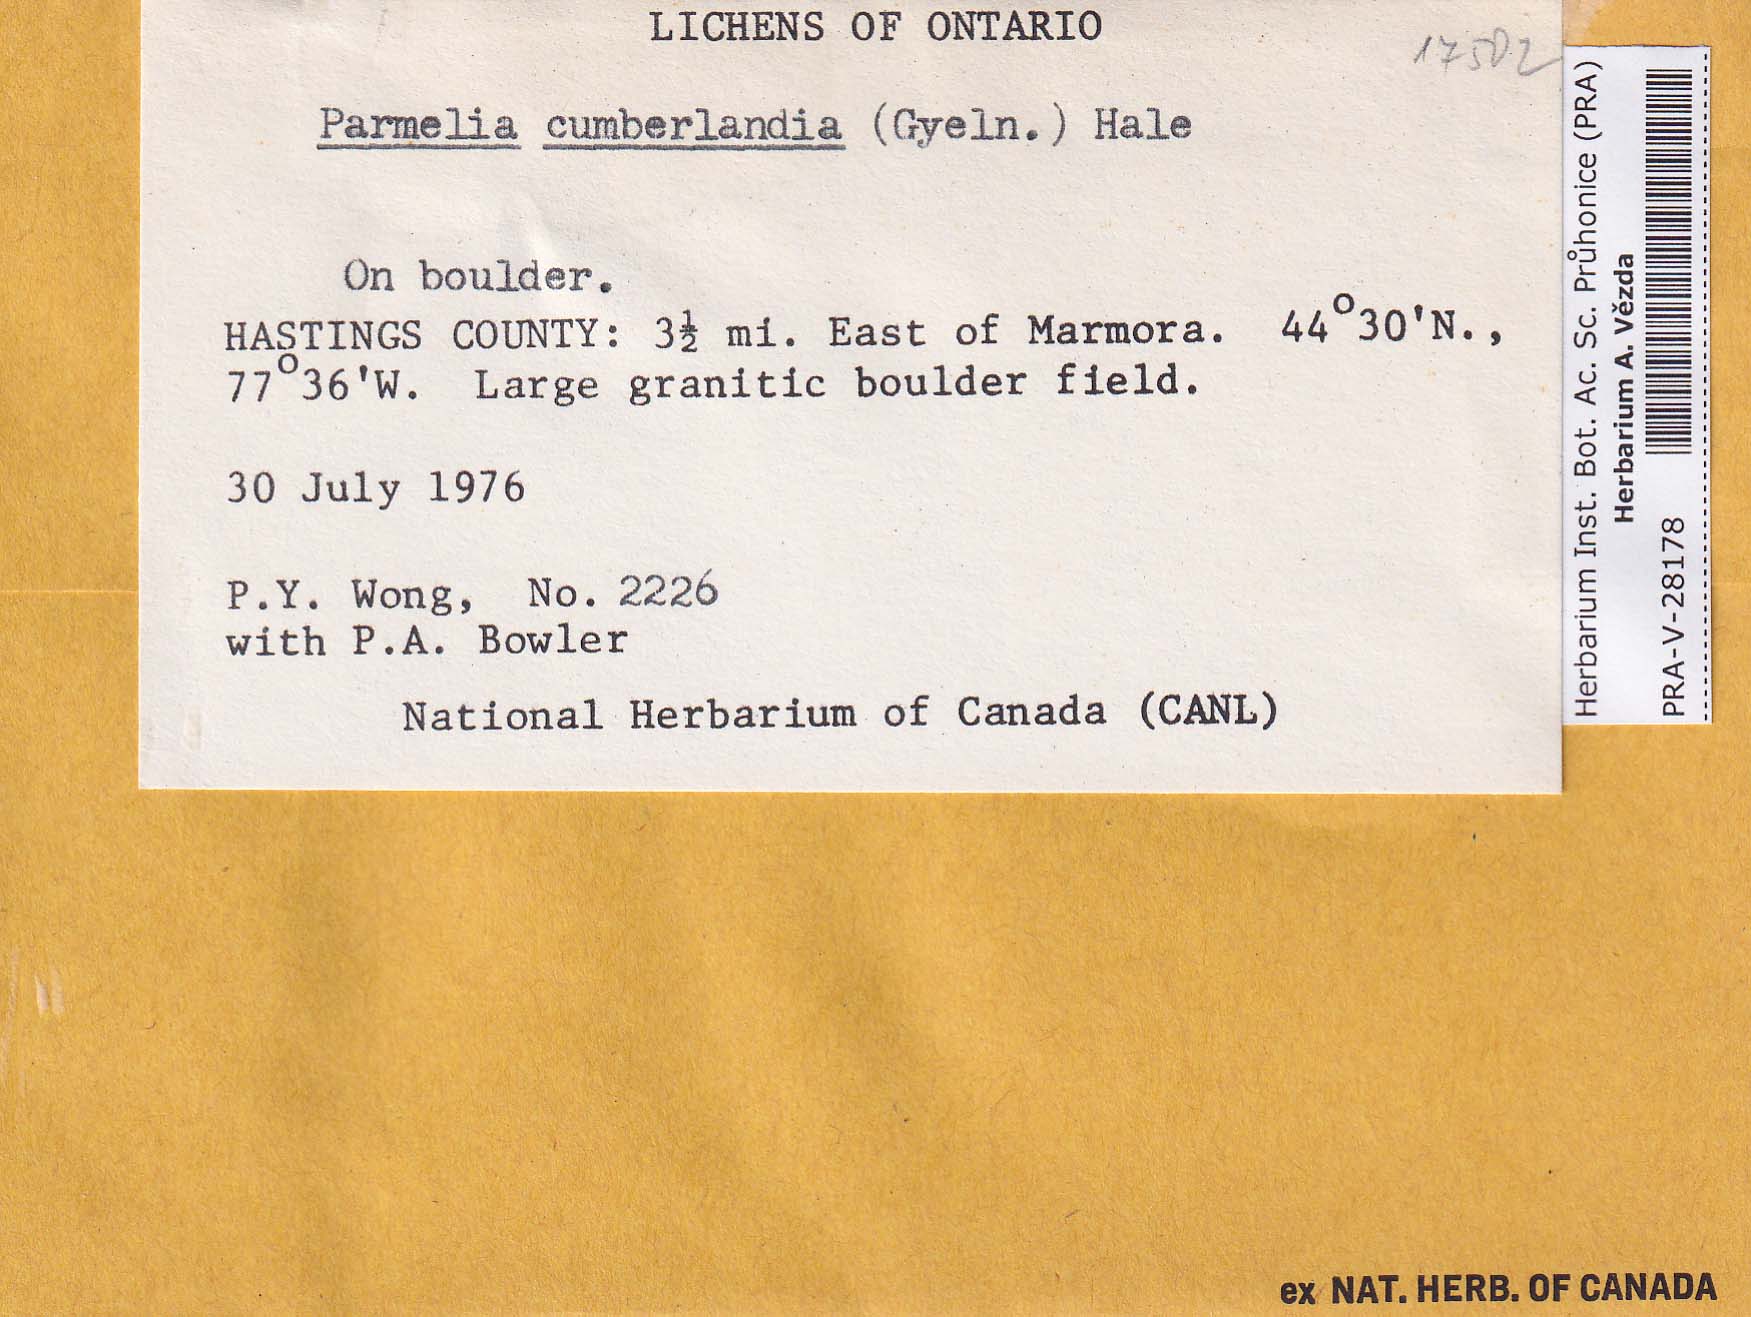 LICHENS OF ONTARIO
17502
Parmelia cumberlandia (Gyeln.) Hale
On boulder.
HASTINGS COUNTY: 3½ mi. East of Marmora. 44°30'N.,
77°36'W. Large granitic boulder field.
30 July 1976
P.Y. Wong, No. 2226
with P.A. Bowler
National Herbarium of Canada (CANL)
Herbarium Inst. Bot. Ac. Sc. Průhonice (PRA)
Herbarium A. Vězda
PRA-V-28178
ex NAT. HERB. OF CANADA